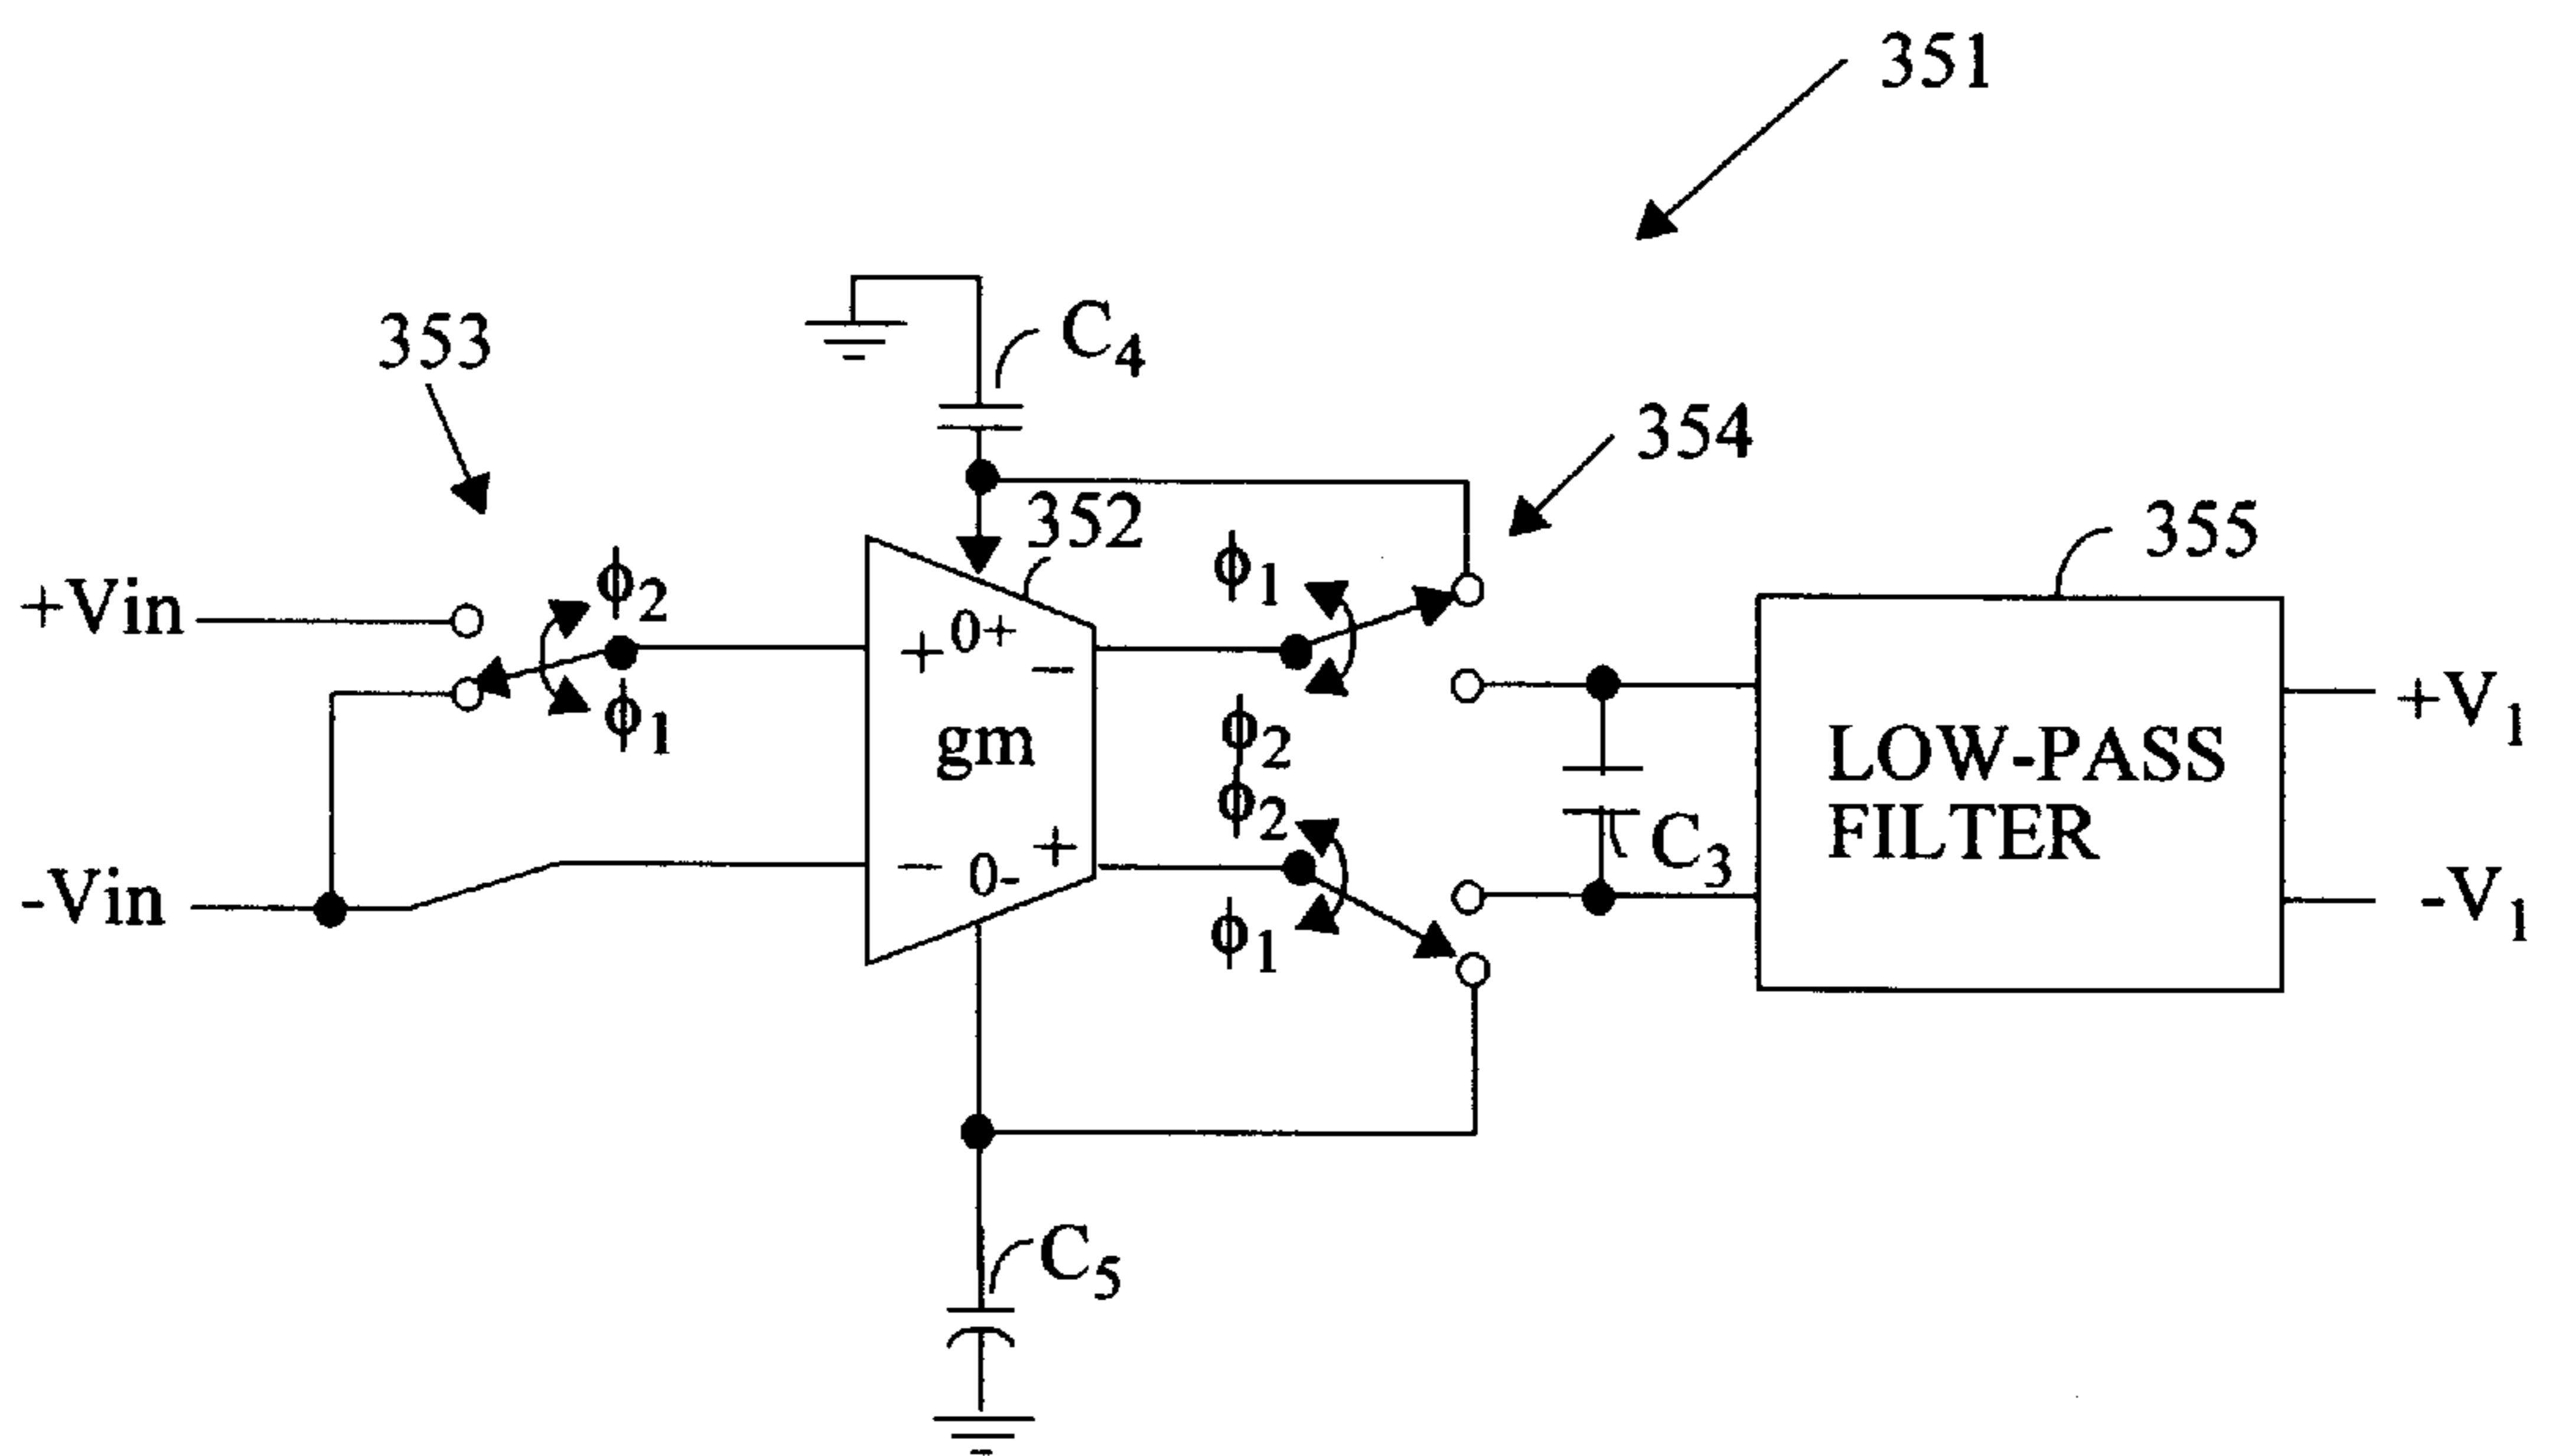 351
C₄
353
354
352
355
+Vin
ϕ₂
ϕ₁
-Vin
+ 0+ −
gm
− 0- +
ϕ₁
ϕ₂
ϕ₂
ϕ₁
C₃
LOW-PASS
FILTER
+V₁
-V₁
C₅